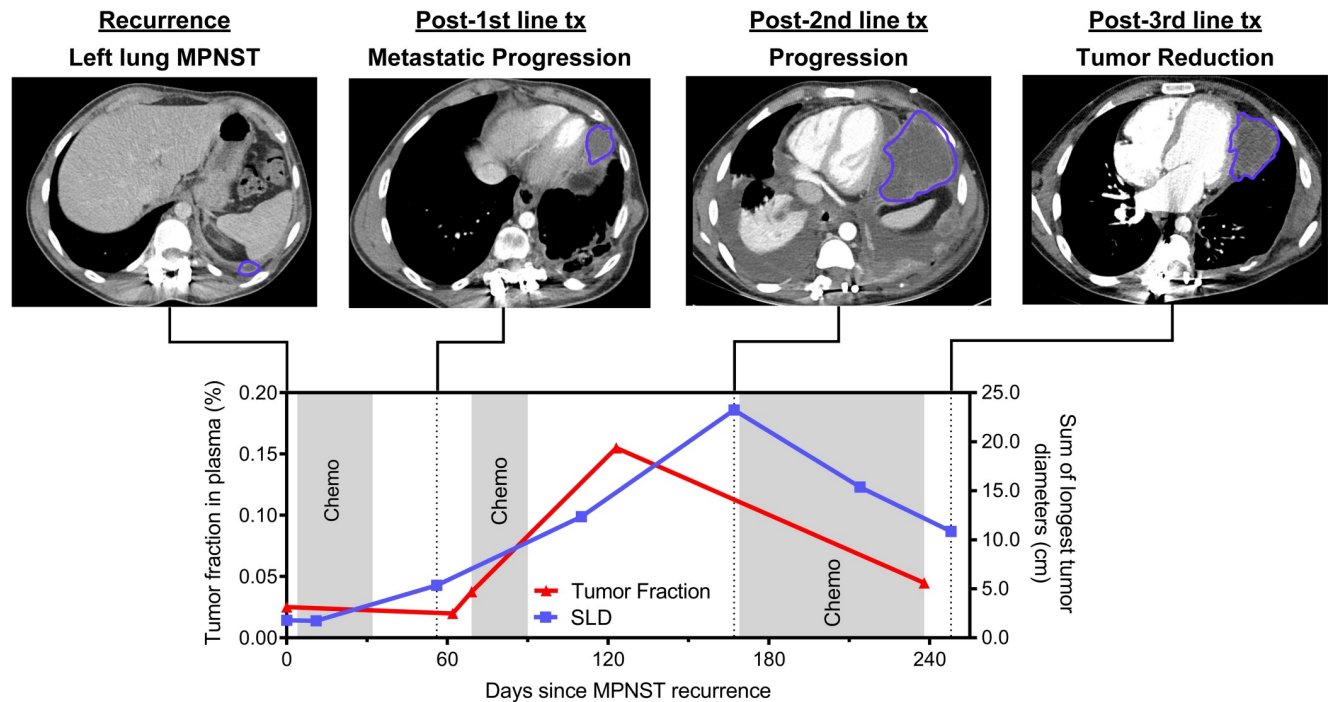 Recurrence
Left lung MPNST
Post-1st line tx
Metastatic Progression
Post-2nd line tx
Progression
Post-3rd line tx
Tumor Reduction
Tumor fraction in plasma (%)
0.20
0.15
0.10
0.05
0.00
Chemo
Chemo
Chemo
Tumor Fraction
SLD
25.0
20.0
15.0
10.0
5.0
0.0
Sum of longest tumor
diameters (cm)
0
60
120
180
240
Days since MPNST recurrence